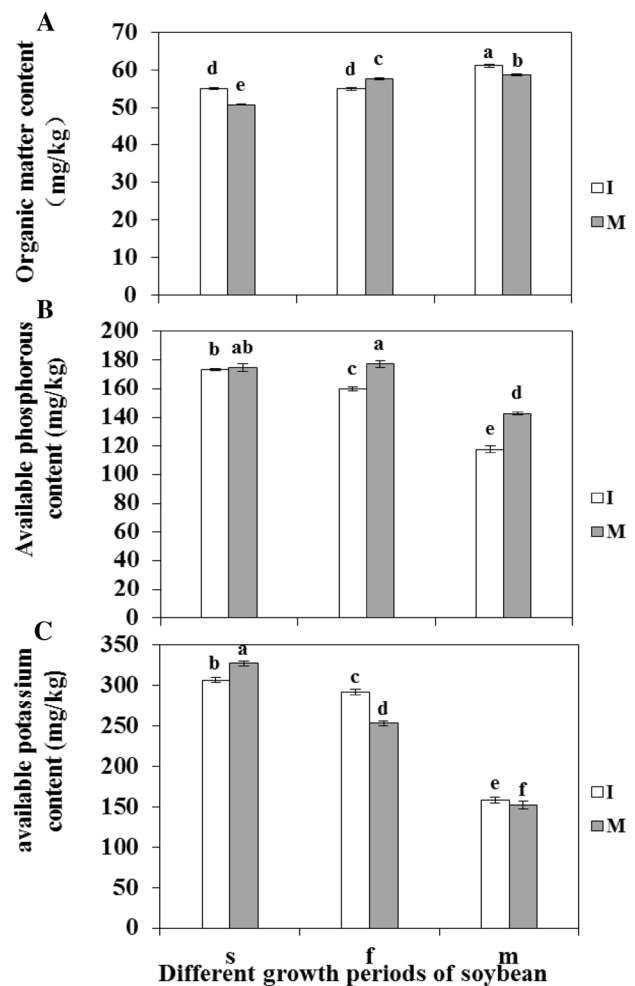 A
Organic matter content
( mg/kg)
70
60
50
40
30
20
10
0
d
e
d
c
a
b
I
M
B
Available phosphorous
content (mg/kg)
200
180
160
140
120
100
80
60
40
20
0
b
ab
c
a
e
d
I
M
C
available potassium
content (mg/kg)
350
300
250
200
150
100
50
0
b
a
c
d
e
f
I
M
s
f
m
Different growth periods of soybean